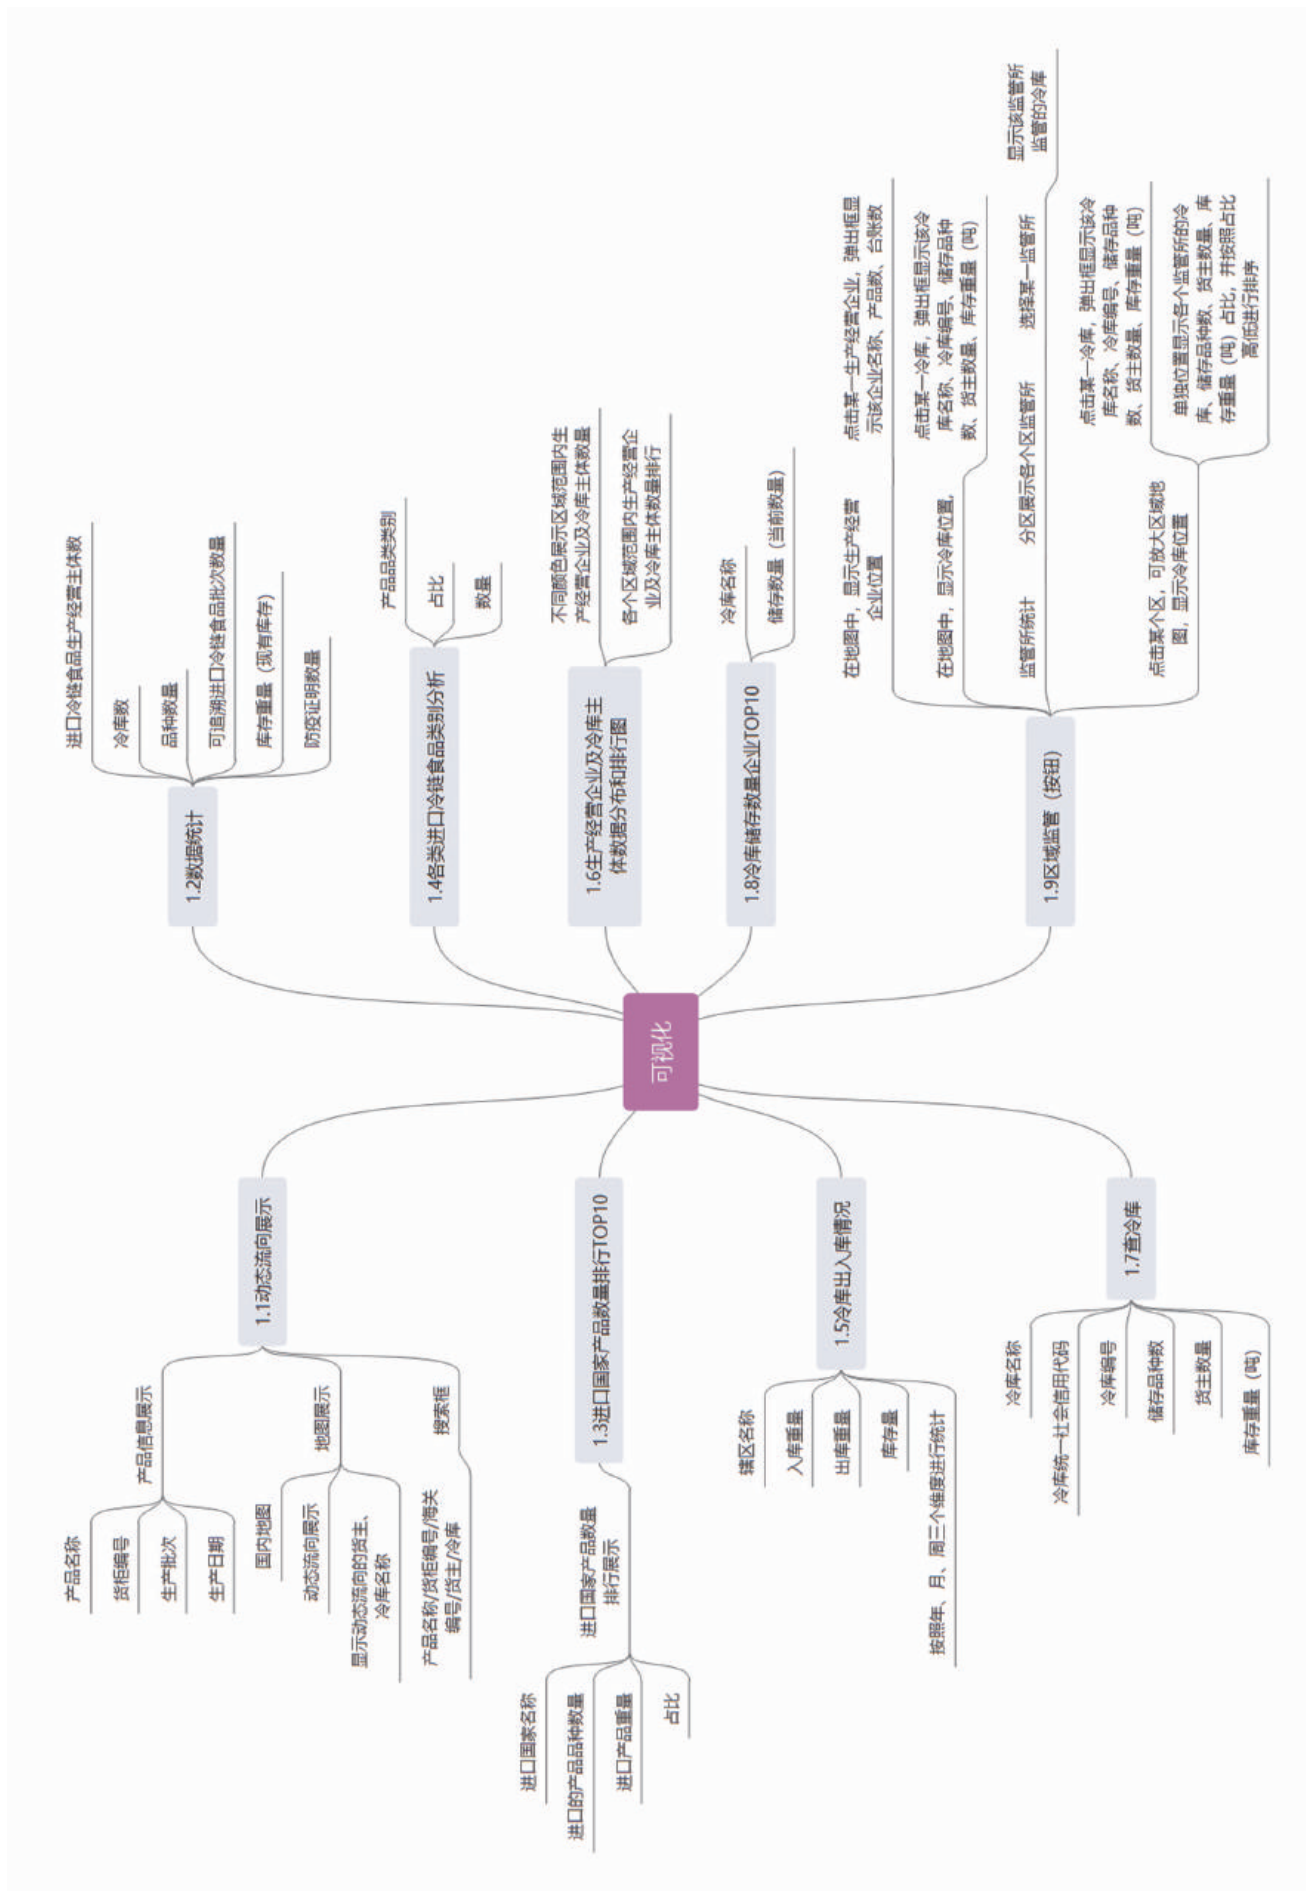 可视化
1.1动态流向展示
产品信息展示
产品名称
货柜编号
生产批次
生产日期
地图展示
国内地图
动态流向展示
显示动态流向的货主、
冷库名称
搜索框
产品名称/货柜编号/海关
编号/货主/冷库
1.2数据统计
进口冷链食品生产经营主体数
冷库数
品种数量
可追溯进口冷链食品批次数量
库存重量（现有库存）
防疫证明数量
1.3进口国家产品数量排行TOP10
进口国家产品数量
排行展示
进口国家名称
进口的产品品种数量
进口产品重量
占比
1.4各类进口冷链食品类别分析
产品品类类别
占比
数量
1.5冷库出入库情况
辖区名称
入库重量
出库重量
库存量
按照年、月、周三个维度进行统计
1.6生产经营企业及冷库主
体数据分布和排行图
不同颜色展示区域范围内生
产经营企业及冷库主体数量
各个区域范围内生产经营企
业及冷库主体数量排行
1.7查冷库
冷库名称
冷库统一社会信用代码
冷库编号
储存品种数
货主数量
库存重量（吨）
1.8冷库储存数量企业TOP10
冷库名称
储存数量（当前数量）
1.9区域监管（按钮）
在地图中，显示生产经营
企业位置
点击某一生产经营企业，弹出框显
示该企业名称、产品数、台账数
在地图中，显示冷库位置,
点击某一冷库，弹出框显示该冷
库名称、冷库编号、储存品种
数、货主数量、库存重量（吨）
监管所统计
分区展示各个区监管所
选择某一监管所
显示该监管所
监管的冷库
点击某个区，可放大区域地
图，显示冷库位置
点击某一冷库，弹出框显示该冷
库名称、冷库编号、储存品种
数、货主数量、库存重量（吨）
单独位置显示各个监管所的冷
库、储存品种数、货主数量、库
存重量（吨）占比，并按照占比
高低进行排序